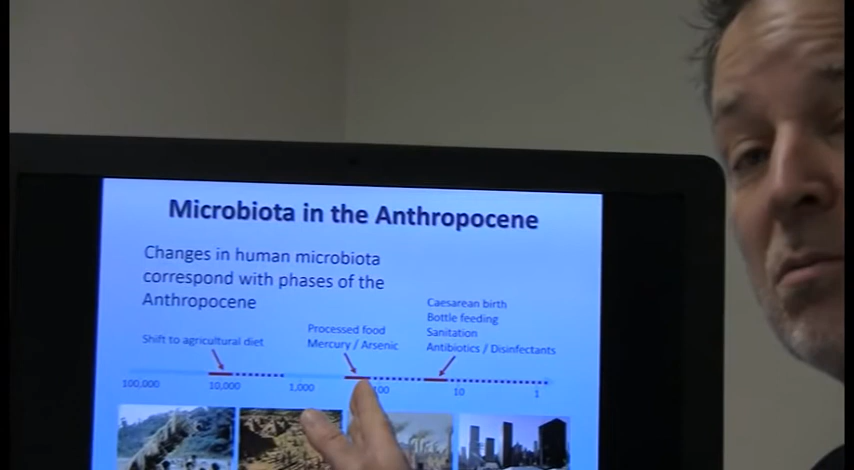 Microbiota in the Anthropocene
Changes in human microbiota
correspond with phases of the
Anthropocene
Caesarean birth
Bottle feeding
Sanitation
Antibiotics / Disinfectants
Processed food
Mercury / Arsenic
Shift to agricultural diet
100,000 10,000 1,000 100 10 1